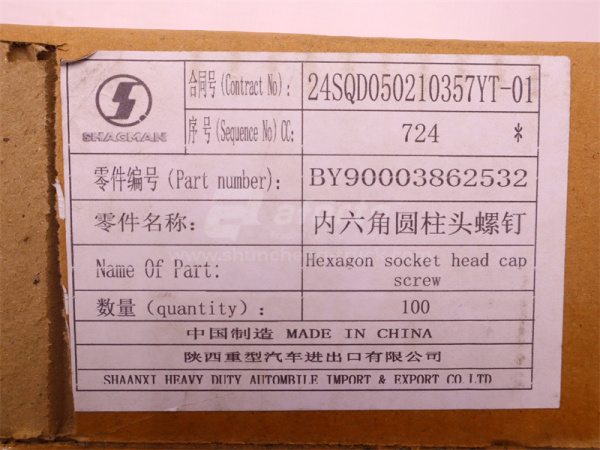 合同号(Contract No): 24SQD050210357YT-01
SHACMAN
序号(Sequence No)CC: 724 *
零件编号(Part number): BY90003862532
零件名称: 内六角圆柱头螺钉
Name Of Part: Hexagon socket head cap
screw
数量(quantity): 100
中国制造 MADE IN CHINA
陕西重型汽车进出口有限公司
SHAANXI HEAVY DUTY AUTOMBILE IMPORT & EXPORT CO LTD